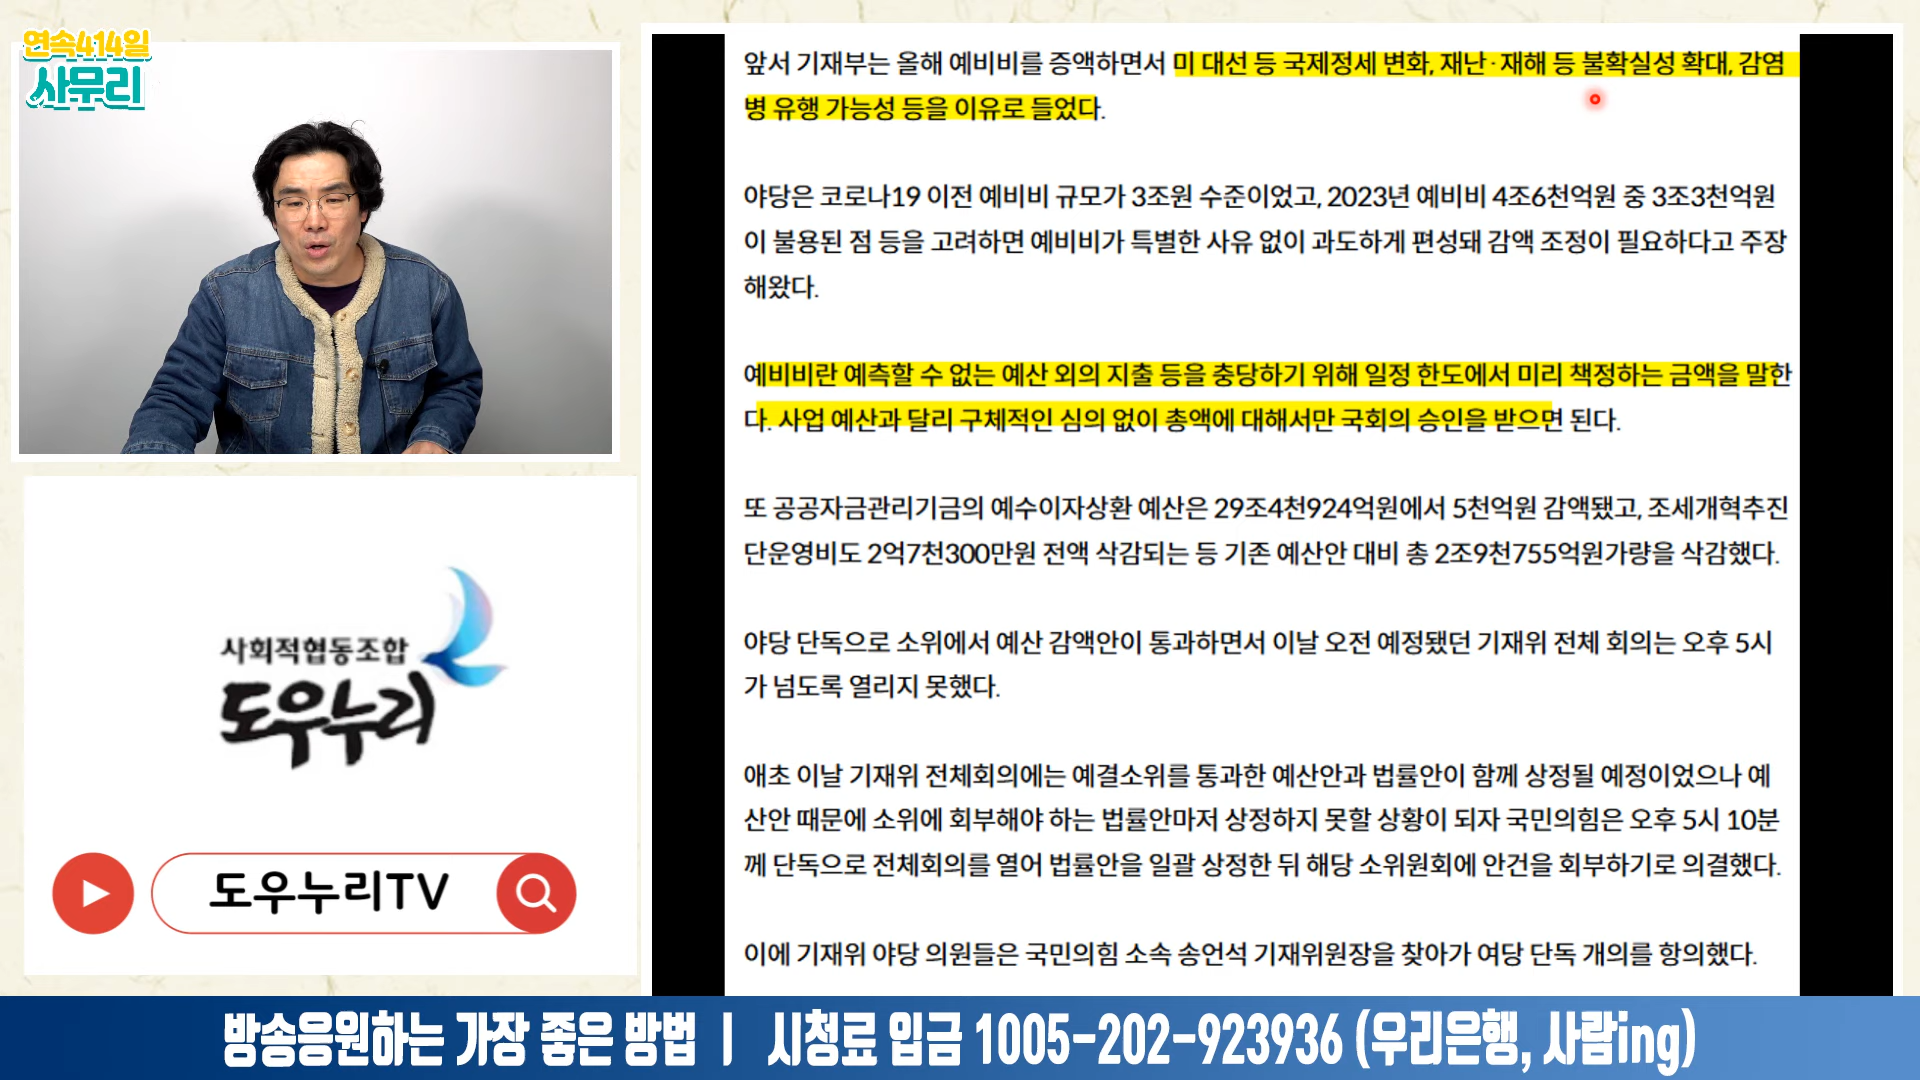 연속414일
사무리
앞서 기재부는 올해 예비비를 증액하면서 미 대선 등 국제정세 변화, 재난·재해 등 불확실성 확대, 감염
병 유행 가능성 등을 이유로 들었다.
야당은 코로나19 이전 예비비 규모가 3조원 수준이었고, 2023년 예비비 4조6천억원 중 3조3천억원
이 불용된 점 등을 고려하면 예비비가 특별한 사유 없이 과도하게 편성돼 감액 조정이 필요하다고 주장
해왔다.
예비비란 예측할 수 없는 예산 외의 지출 등을 충당하기 위해 일정 한도에서 미리 책정하는 금액을 말한
다. 사업 예산과 달리 구체적인 심의 없이 총액에 대해서만 국회의 승인을 받으면 된다.
또 공공자금관리기금의 예수이자상환 예산은 29조4천924억원에서 5천억원 감액됐고, 조세개혁추진
단운영비도 2억7천300만원 전액 삭감되는 등 기존 예산안 대비 총 2조9천755억원가량을 삭감했다.
야당 단독으로 소위에서 예산 감액안이 통과하면서 이날 오전 예정됐던 기재위 전체 회의는 오후 5시
가 넘도록 열리지 못했다.
애초 이날 기재위 전체회의에는 예결소위를 통과한 예산안과 법률안이 함께 상정될 예정이었으나 예
산안 때문에 소위에 회부해야 하는 법률안마저 상정하지 못할 상황이 되자 국민의힘은 오후 5시 10분
께 단독으로 전체회의를 열어 법률안을 일괄 상정한 뒤 해당 소위원회에 안건을 회부하기로 의결했다.
이에 기재위 야당 의원들은 국민의힘 소속 송언석 기재위원장을 찾아가 여당 단독 개의를 항의했다.
사회적협동조합
도우누리
도우누리TV
방송응원하는 가장 좋은 방법 | 시청료 입금 1005-202-923936 (우리은행, 사람ing)